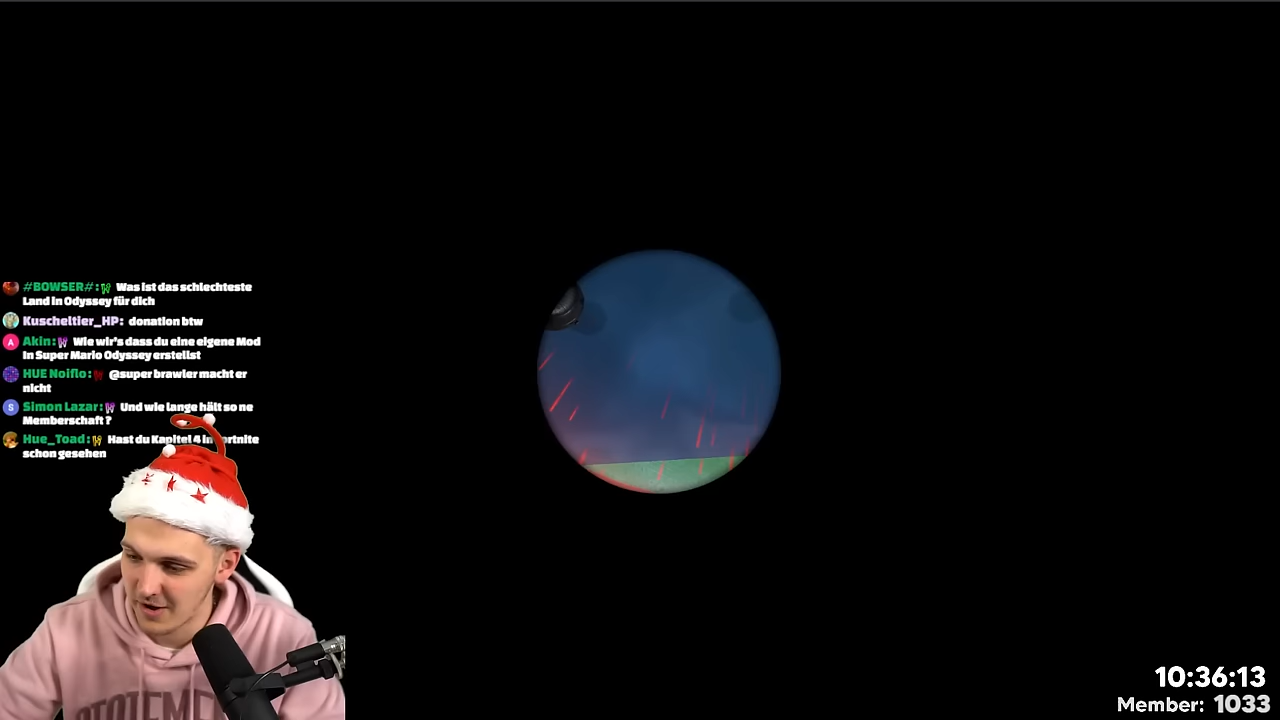 #BOWSER#: Was ist das schlechteste
Land in Odyssey für dich
Kuscheltier_HP: donation btw
A Akin: Wie wir's dass du eine eigene Mod
in Super Mario Odyssey erstellst
HUE Noiflo: @super brawler macht er
nicht
S Simon Lazar: Und wie lange hält so ne
Memberschaft ?
Hue_Toad: Hast du Kapitel 4 in
schon gesehen
10:36:13
Member: 1033